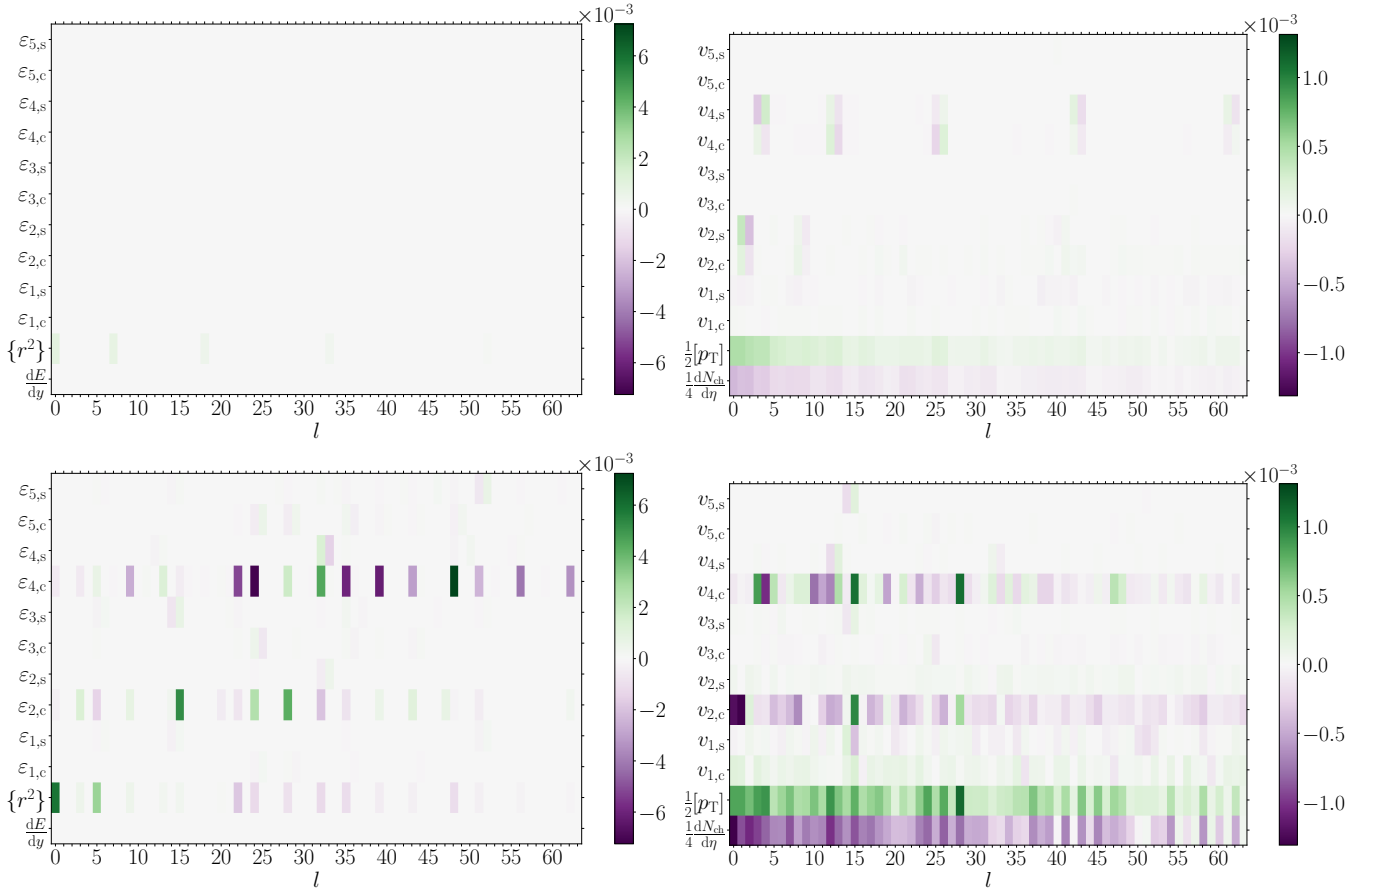 ×10⁻³
ε5,s
ε5,c
ε4,s
ε4,c
ε3,s
ε3,c
ε2,s
ε2,c
ε1,s
ε1,c
{r²}
dE/dy
6
4
2
0
−2
−4
−6
0 5 10 15 20 25 30 35 40 45 50 55 60
l
×10⁻³
v5,s
v5,c
v4,s
v4,c
v3,s
v3,c
v2,s
v2,c
v1,s
v1,c
½[pT]
¼ dNch/dη
1.0
0.5
0.0
−0.5
−1.0
0 5 10 15 20 25 30 35 40 45 50 55 60
l
×10⁻³
ε5,s
ε5,c
ε4,s
ε4,c
ε3,s
ε3,c
ε2,s
ε2,c
ε1,s
ε1,c
{r²}
dE/dy
6
4
2
0
−2
−4
−6
0 5 10 15 20 25 30 35 40 45 50 55 60
l
×10⁻³
v5,s
v5,c
v4,s
v4,c
v3,s
v3,c
v2,s
v2,c
v1,s
v1,c
½[pT]
¼ dNch/dη
1.0
0.5
0.0
−0.5
−1.0
0 5 10 15 20 25 30 35 40 45 50 55 60
l